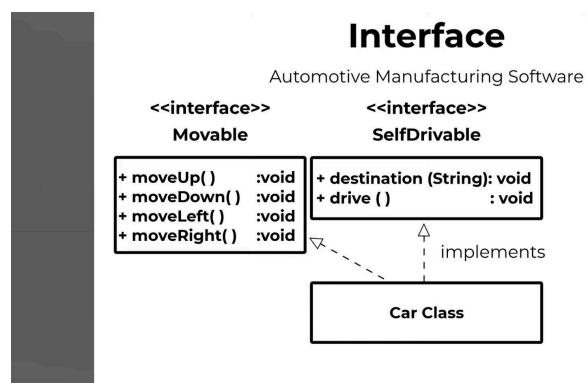 Interface
Automotive Manufacturing Software
<<interface>>
Movable
+ moveUp( ) :void
+ moveDown( ) :void
+ moveLeft( ) :void
+ moveRight( ) :void
<<interface>>
SelfDrivable
+ destination (String): void
+ drive ( ) : void
implements
Car Class